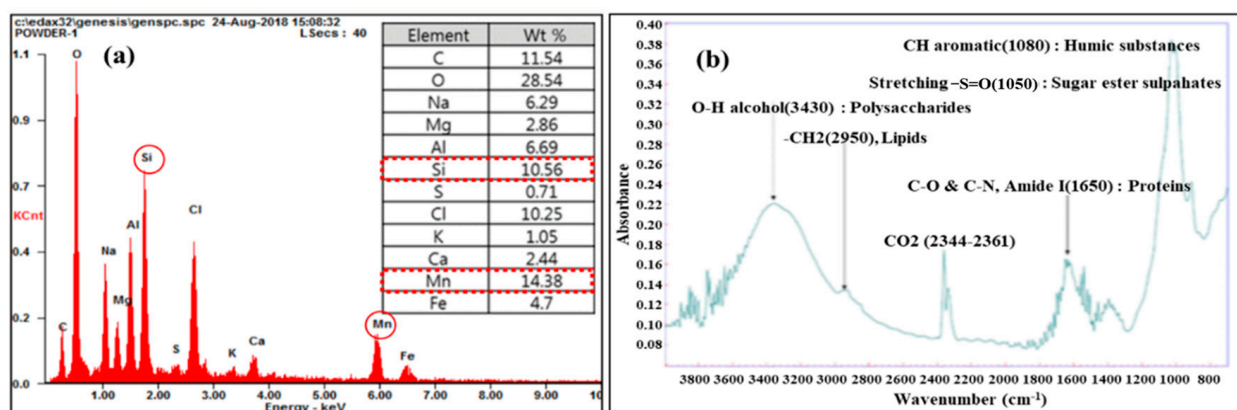 c:\edax32\genesis\genspc.spc 24-Aug-2018 15:08:32
POWDER-1
LSecs : 40
(a)
Element Wt %
C 11.54
O 28.54
Na 6.29
Mg 2.86
Al 6.69
Si 10.56
S 0.71
Cl 10.25
K 1.05
Ca 2.44
Mn 14.38
Fe 4.7
1.1
0.9
0.7
KCnt
0.4
0.2
0.0
C
O
Na
Mg
Al
Si
S
Cl
K
Ca
Mn
Fe
1.00 2.00 3.00 4.00 5.00 6.00 7.00 8.00 9.00 10
Energy - keV
(b)
CH aromatic(1080) : Humic substances
Stretching –S=O(1050) : Sugar ester sulpahates
O-H alcohol(3430) : Polysaccharides
-CH2(2950), Lipids
C-O & C-N, Amide I(1650) : Proteins
CO2 (2344-2361)
Absorbance
0.40
0.38
0.36
0.34
0.32
0.30
0.28
0.26
0.24
0.22
0.20
0.18
0.16
0.14
0.12
0.10
0.08
3600 3200 2800 2400 2000 1600 1200 800
4000 3400 3000 2600 2200 1800 1400 1000 600
Wavenumber (cm⁻¹)